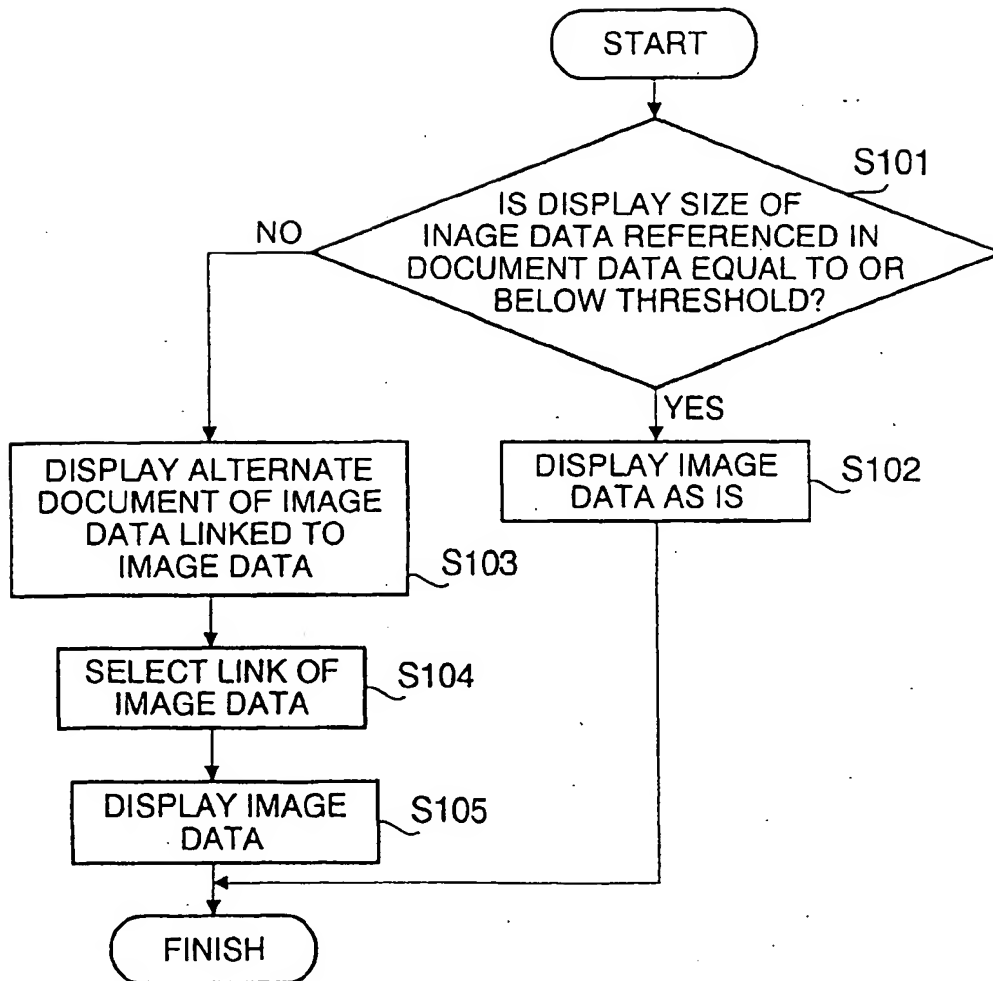 START
S101
IS DISPLAY SIZE OF
INAGE DATA REFERENCED IN
DOCUMENT DATA EQUAL TO OR
BELOW THRESHOLD?
NO
YES
DISPLAY IMAGE
DATA AS IS
S102
DISPLAY ALTERNATE
DOCUMENT OF IMAGE
DATA LINKED TO
IMAGE DATA
S103
SELECT LINK OF
IMAGE DATA
S104
DISPLAY IMAGE
DATA
S105
FINISH